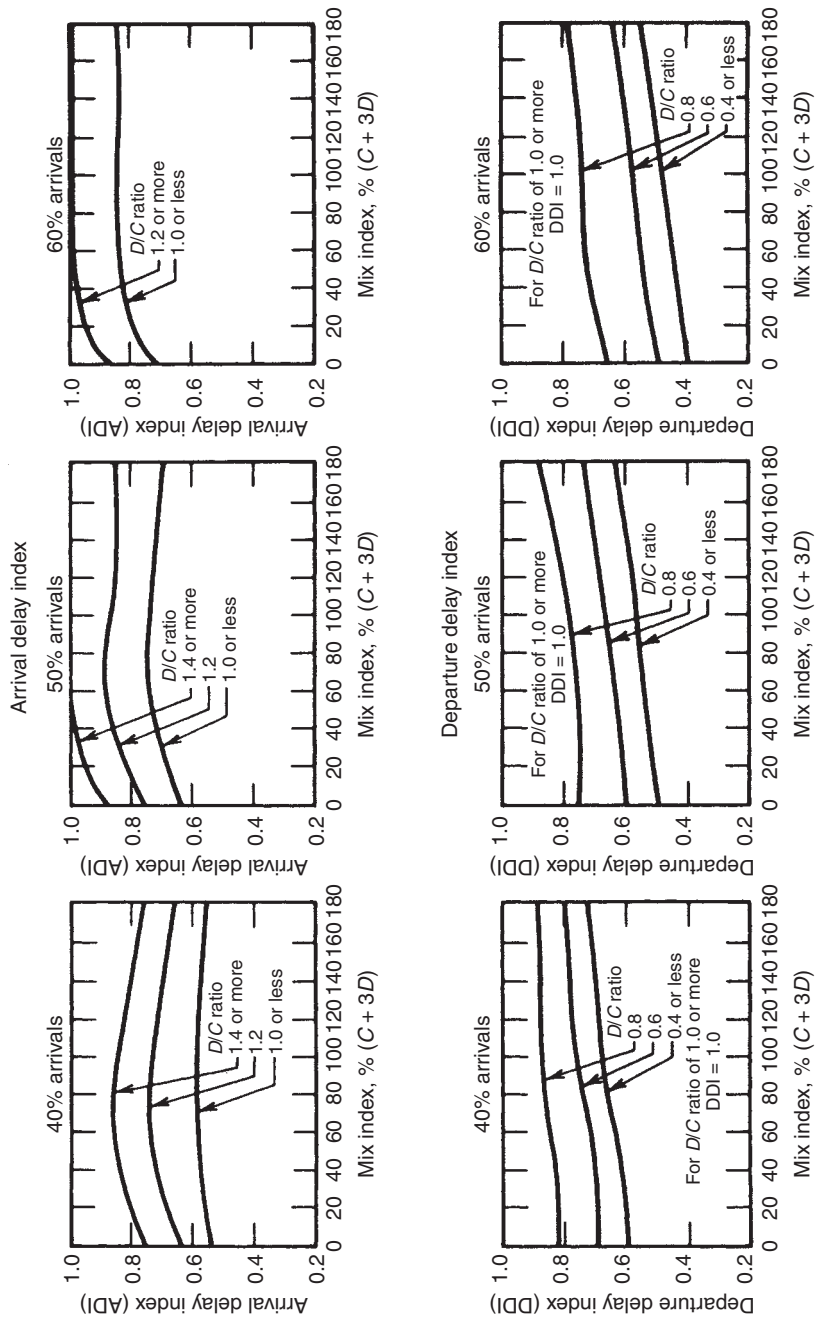 Arrival delay index
40% arrivals
Arrival delay index (ADI)
1.0
0.8
0.6
0.4
0.2
D/C ratio
1.4 or more
1.2
1.0 or less
0 20 40 60 80 100 120 140 160 180
Mix index, % (C + 3D)
50% arrivals
Arrival delay index (ADI)
1.0
0.8
0.6
0.4
0.2
D/C ratio
1.4 or more
1.2
1.0 or less
0 20 40 60 80 100 120 140 160 180
Mix index, % (C + 3D)
60% arrivals
Arrival delay index (ADI)
1.0
0.8
0.6
0.4
0.2
D/C ratio
1.2 or more
1.0 or less
0 20 40 60 80 100 120 140 160 180
Mix index, % (C + 3D)
Departure delay index
40% arrivals
Departure delay index (DDI)
1.0
0.8
0.6
0.4
0.2
D/C ratio
0.8
0.6
0.4 or less
For D/C ratio of 1.0 or more
DDI = 1.0
0 20 40 60 80 100 120 140 160 180
Mix index, % (C + 3D)
50% arrivals
Departure delay index (DDI)
1.0
0.8
0.6
0.4
0.2
For D/C ratio of 1.0 or more
DDI = 1.0
D/C ratio
0.8
0.6
0.4 or less
0 20 40 60 80 100 120 140 160 180
Mix index, % (C + 3D)
60% arrivals
Departure delay index (DDI)
1.0
0.8
0.6
0.4
0.2
For D/C ratio of 1.0 or more
DDI = 1.0
D/C ratio
0.8
0.6
0.4 or less
0 20 40 60 80 100 120 140 160 180
Mix index, % (C + 3D)